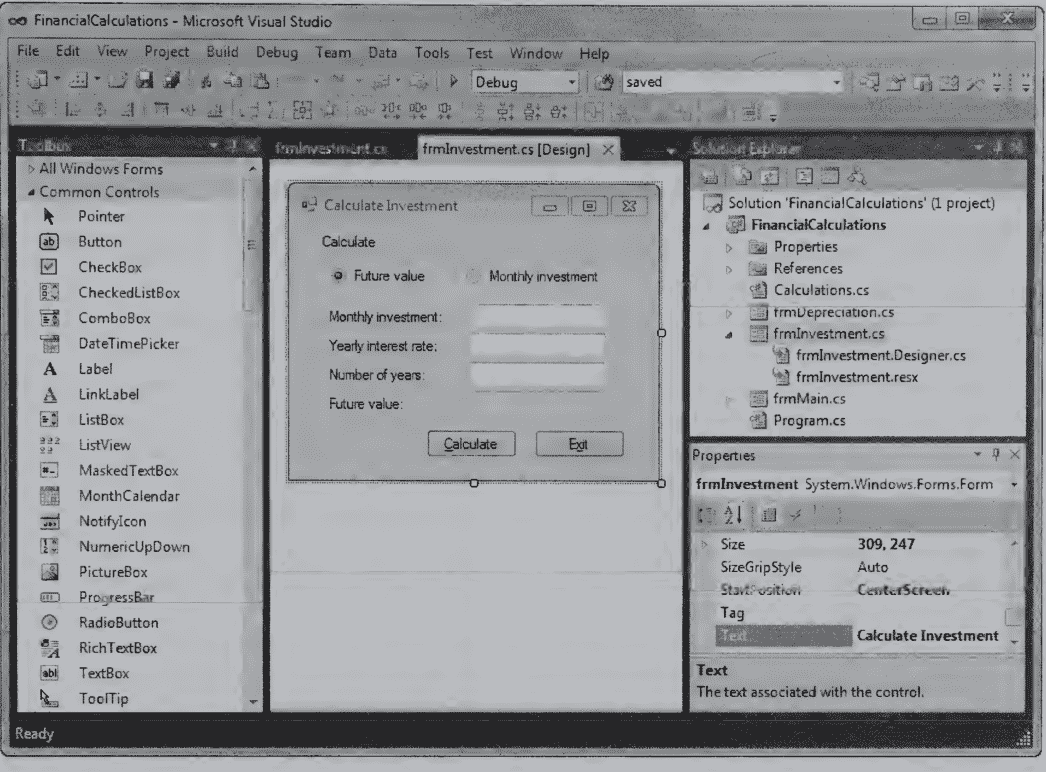 FinancialCalculations - Microsoft Visual Studio
File Edit View Project Build Debug Team Data Tools Test Window Help
Debug saved
Toolbox
All Windows Forms
Common Controls
Pointer
Button
CheckBox
CheckedListBox
ComboBox
DateTimePicker
Label
LinkLabel
ListBox
ListView
MaskedTextBox
MonthCalendar
NotifyIcon
NumericUpDown
PictureBox
ProgressBar
RadioButton
RichTextBox
TextBox
ToolTip
frmInvestment.cs frmInvestment.cs [Design]
Calculate Investment
Calculate
Future value Monthly investment
Monthly investment:
Yearly interest rate:
Number of years:
Future value:
Calculate Exit
Solution Explorer
Solution 'FinancialCalculations' (1 project)
FinancialCalculations
Properties
References
Calculations.cs
frmDepreciation.cs
frmInvestment.cs
frmInvestment.Designer.cs
frmInvestment.resx
frmMain.cs
Program.cs
Properties
frmInvestment System.Windows.Forms.Form
Size 309, 247
SizeGripStyle Auto
StartPosition CenterScreen
Tag
Text Calculate Investment
Text
The text associated with the control.
Ready